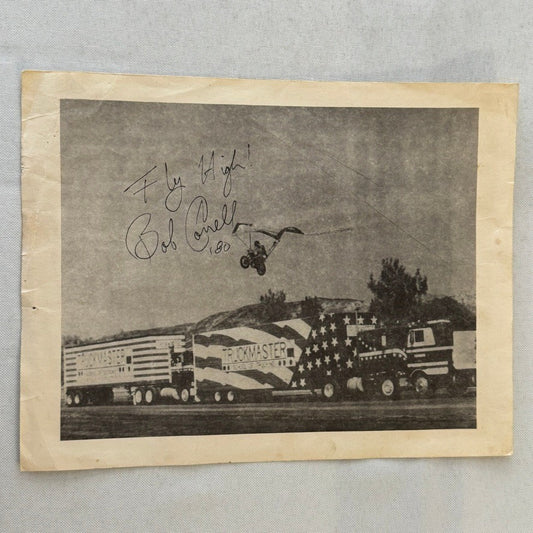 Fly High!
Bob Correll
'80
TRUCKMASTER
TRUCKMASTER